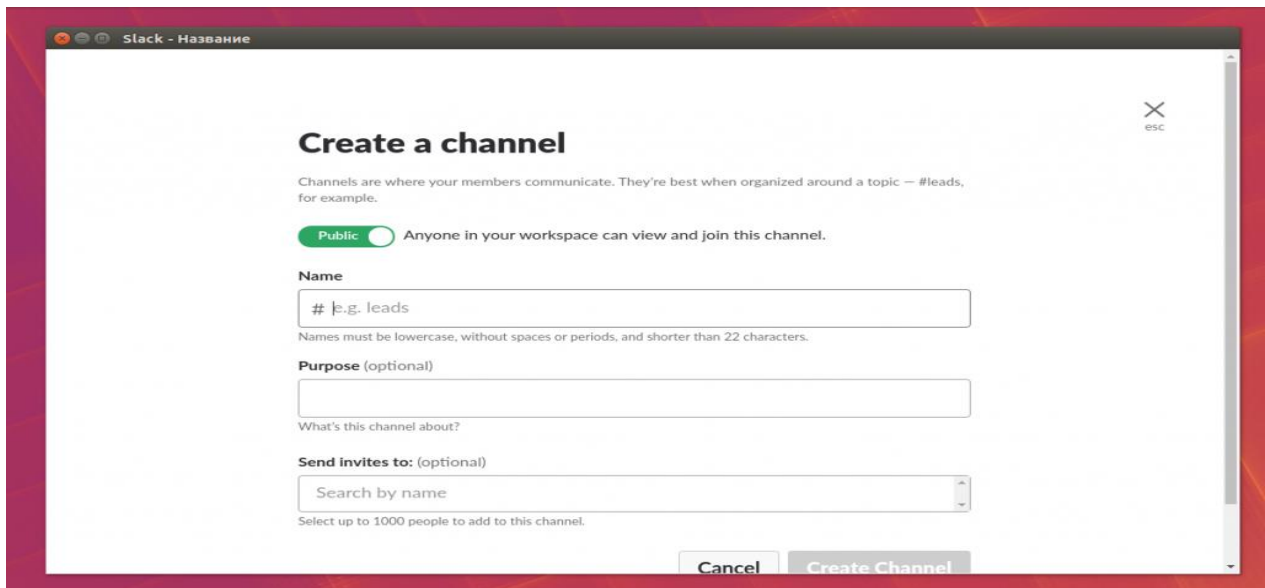 Slack - Название
esc
Create a channel
Channels are where your members communicate. They're best when organized around a topic — #leads,
for example.
Public Anyone in your workspace can view and join this channel.
Name
# e.g. leads
Names must be lowercase, without spaces or periods, and shorter than 22 characters.
Purpose (optional)
What's this channel about?
Send invites to: (optional)
Search by name
Select up to 1000 people to add to this channel.
Cancel Create Channel